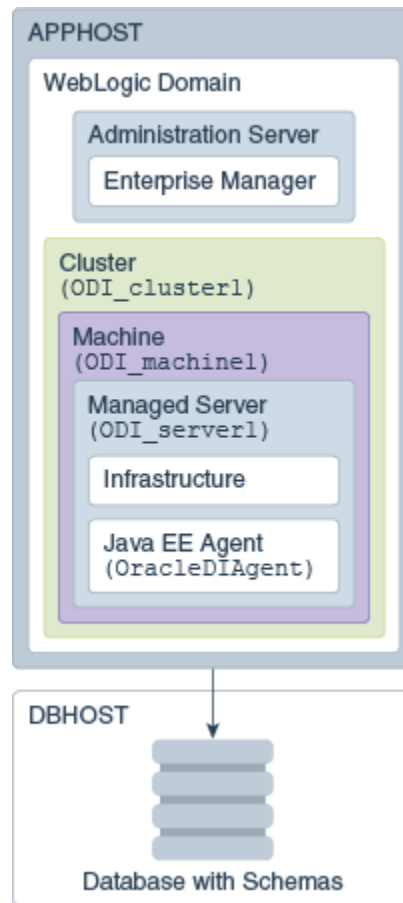 APPHOST
WebLogic Domain
Administration Server
Enterprise Manager
Cluster
(ODI_cluster1)
Machine
(ODI_machine1)
Managed Server
(ODI_server1)
Infrastructure
Java EE Agent
(OracleDIAgent)
DBHOST
Database with Schemas